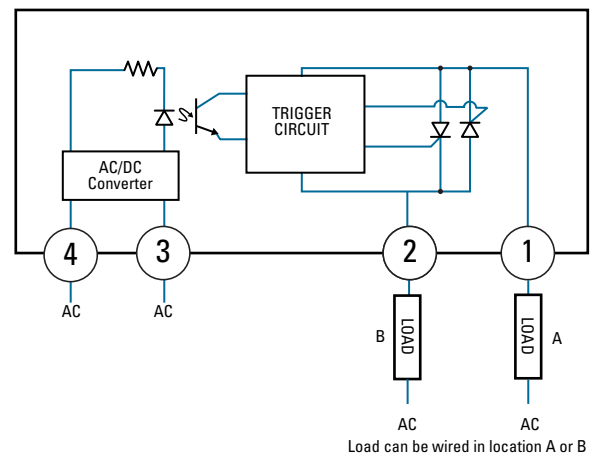 TRIGGER
CIRCUIT
AC/DC
Converter
4
3
2
1
AC
AC
B
LOAD
LOAD
A
AC
AC
Load can be wired in location A or B